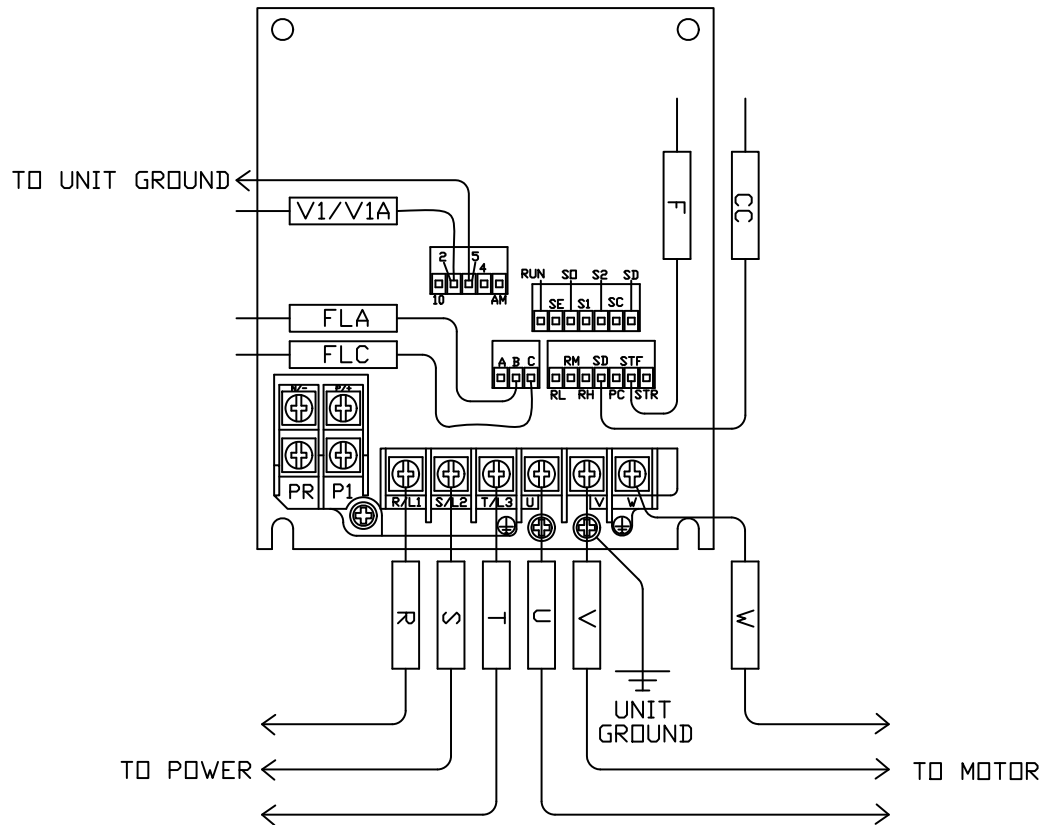 TO UNIT GROUND
V1/V1A
F
CC
2 5
4
10 AM
RUN SO S2 SD
SE S1 SC
FLA
FLC
A B C
RM SD STF
RL RH PC STR
N/- P/+
PR P1
R/L1 S/L2 T/L3 U V W
R
S
T
U
V
W
UNIT
GROUND
TO POWER
TO MOTOR